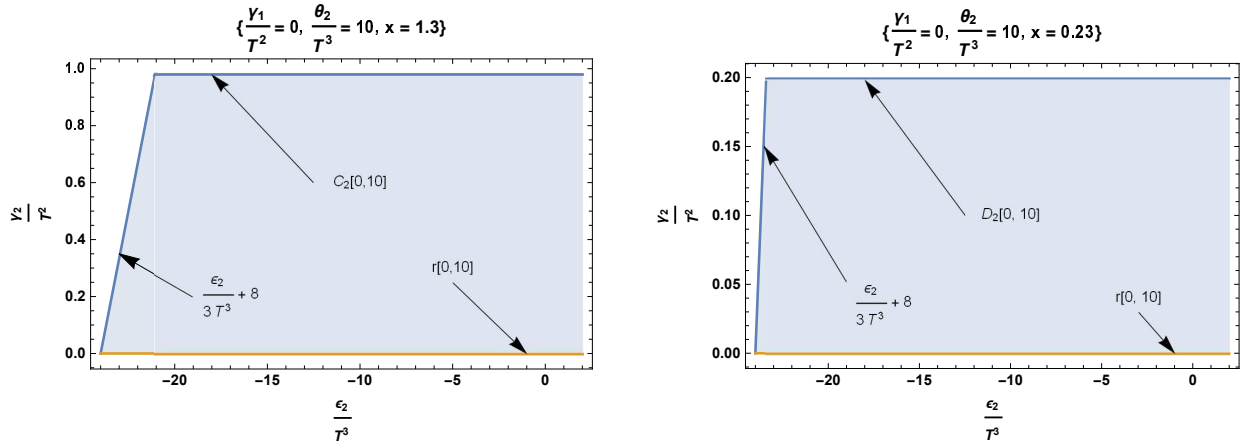 {γ₁/T² = 0, θ₂/T³ = 10, x = 1.3}
1.0
0.8
0.6
0.4
0.2
0.0
γ₂/T²
C₂[0,10]
r[0,10]
ϵ₂/3 T³ + 8
−20 −15 −10 −5 0
ϵ₂/T³
{γ₁/T² = 0, θ₂/T³ = 10, x = 0.23}
0.20
0.15
0.10
0.05
0.00
γ₂/T²
D₂[0, 10]
r[0, 10]
ϵ₂/3 T³ + 8
−20 −15 −10 −5 0
ϵ₂/T³